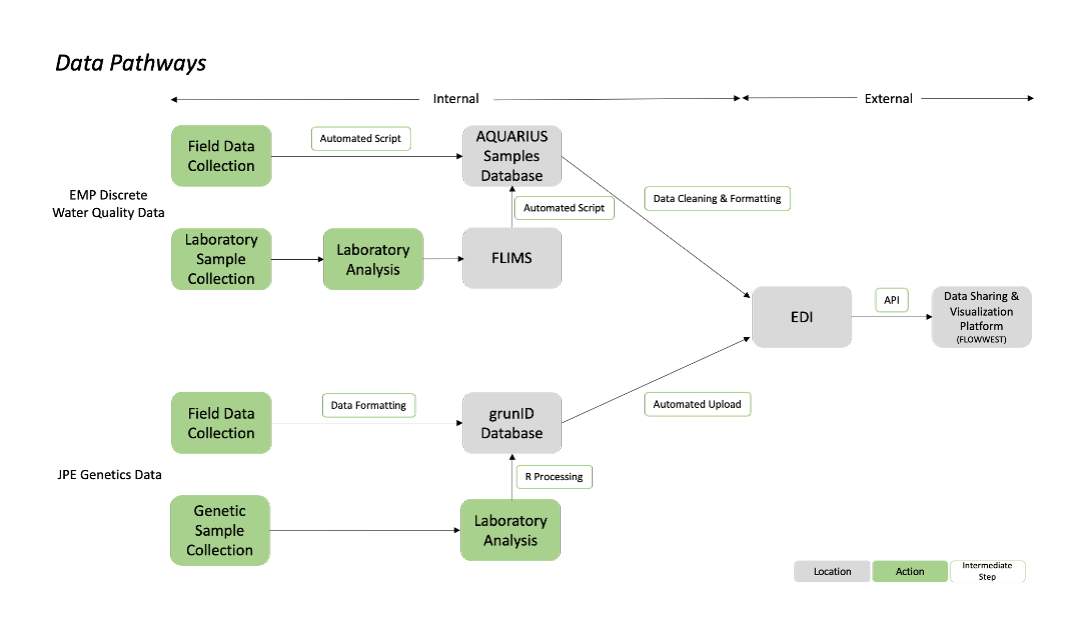 Data Pathways
Internal
External
Field Data
Collection
Automated Script
AQUARIUS
Samples
Database
EMP Discrete
Water Quality Data
Data Cleaning & Formatting
Automated Script
Laboratory
Sample
Collection
Laboratory
Analysis
FLIMS
EDI
API
Data Sharing &
Visualization
Platform
(FLOWWEST)
Field Data
Collection
Data Formatting
grunID
Database
Automated Upload
JPE Genetics Data
R Processing
Genetic
Sample
Collection
Laboratory
Analysis
Location
Action
Intermediate
Step